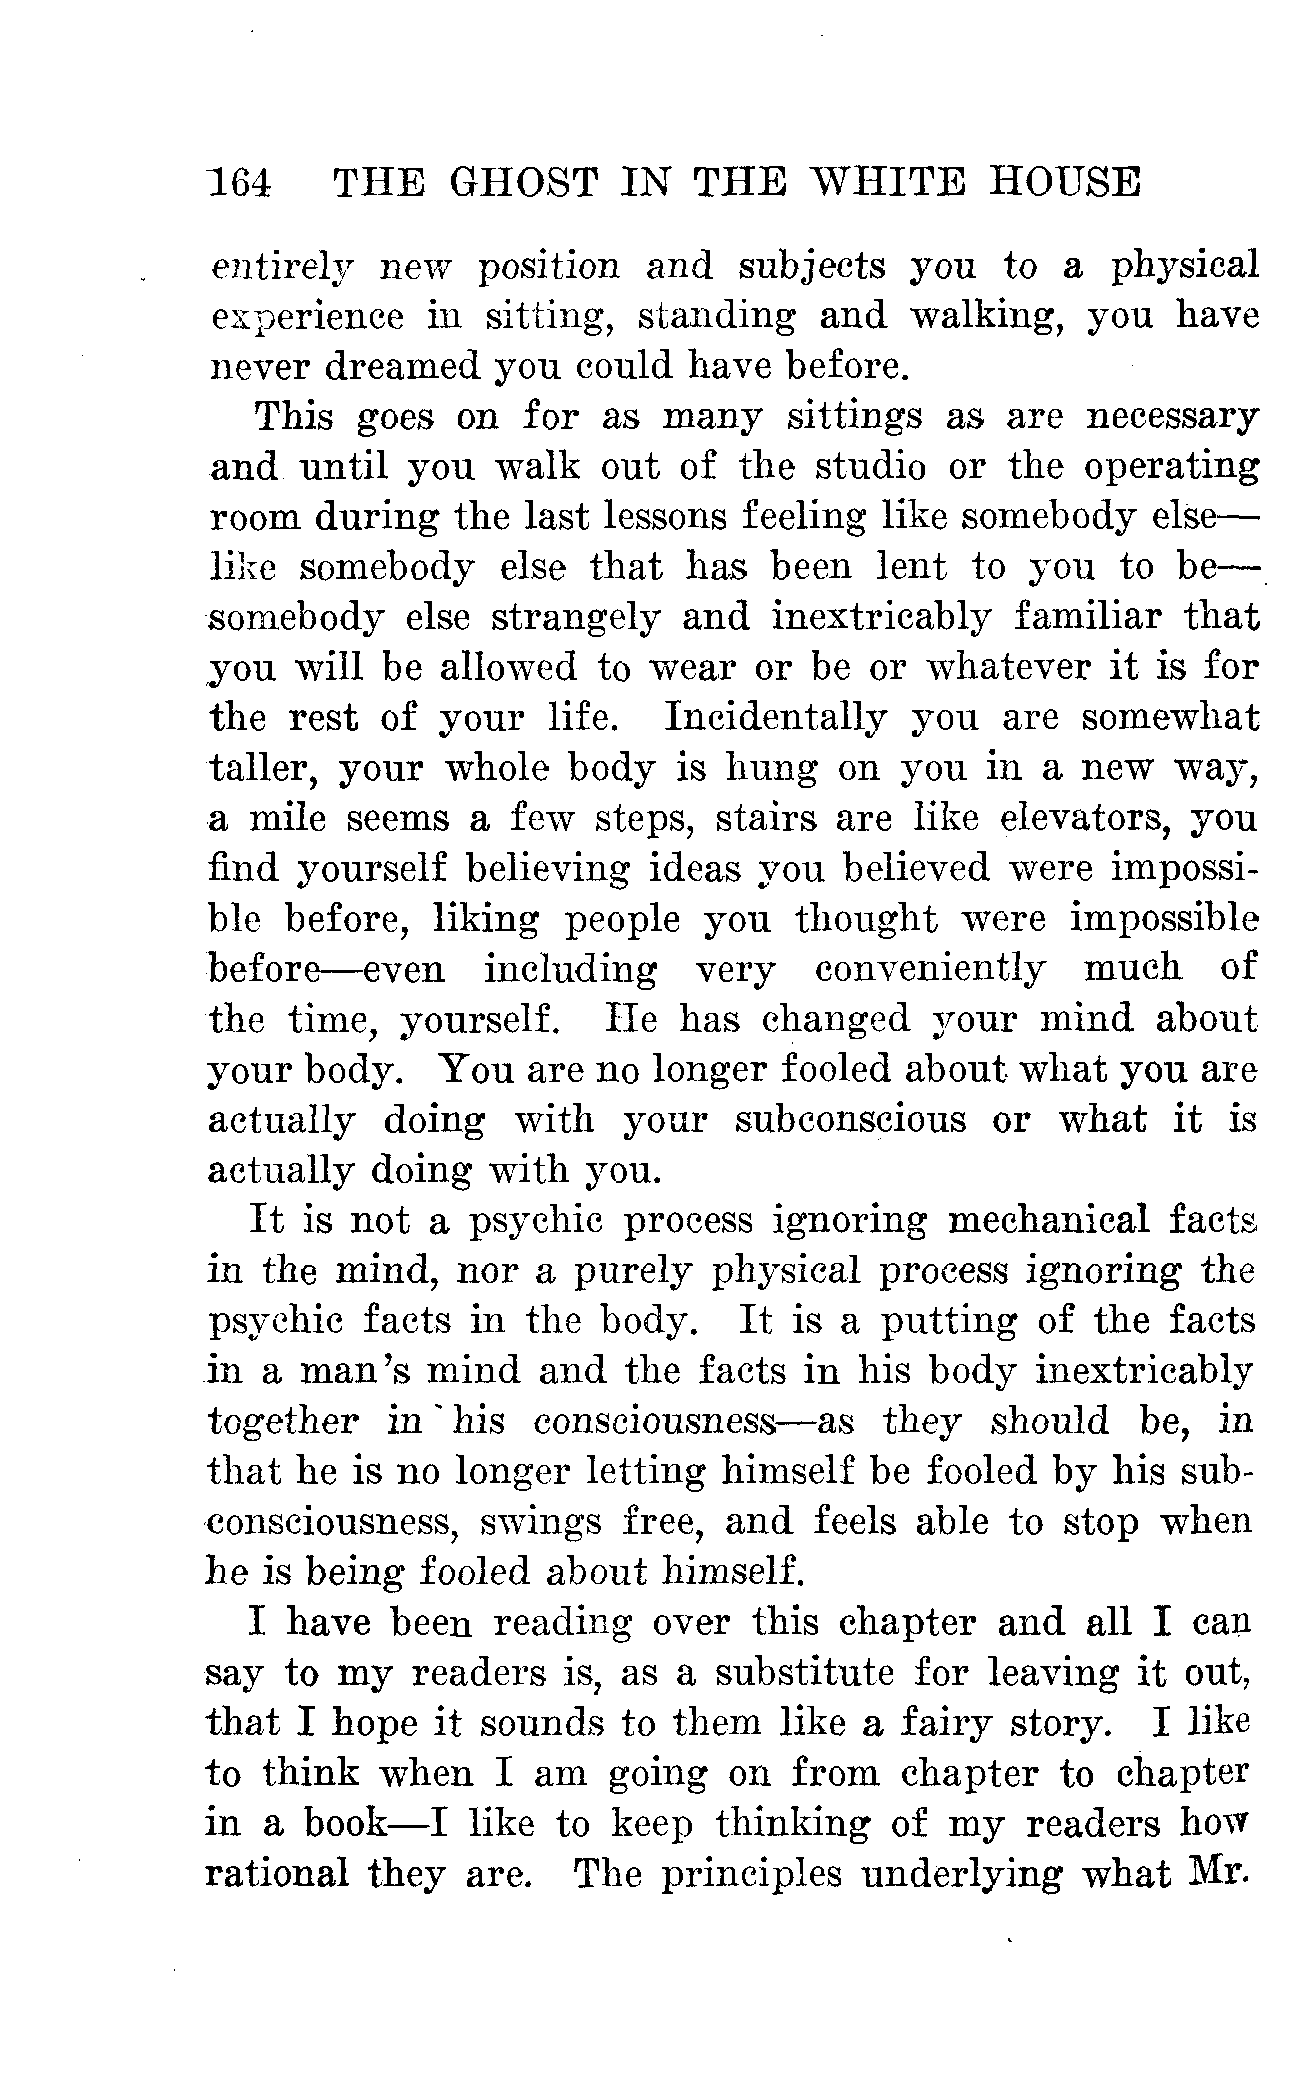 164 THE GHOST IN THE WHITE HOUSE
entirely new position and subjects you to a physical
experience in sitting, standing and walking, you have
never dreamed you could have before.
This goes on for as many sittings as are necessary
and until you walk out of the studio or the operating
room during the last lessons feeling like somebody else—
like somebody else that has been lent to you to be—
somebody else strangely and inextricably familiar that
you will be allowed to wear or be or whatever it is for
the rest of your life. Incidentally you are somewhat
taller, your whole body is hung on you in a new way,
a mile seems a few steps, stairs are like elevators, you
find yourself believing ideas you believed were impossi-
ble before, liking people you thought were impossible
before—even including very conveniently much of
the time, yourself. He has changed your mind about
your body. You are no longer fooled about what you are
actually doing with your subconscious or what it is
actually doing with you.
It is not a psychic process ignoring mechanical facts
in the mind, nor a purely physical process ignoring the
psychic facts in the body. It is a putting of the facts
in a man's mind and the facts in his body inextricably
together in his consciousness—as they should be, in
that he is no longer letting himself be fooled by his sub-
consciousness, swings free, and feels able to stop when
he is being fooled about himself.
I have been reading over this chapter and all I can
say to my readers is, as a substitute for leaving it out,
that I hope it sounds to them like a fairy story. I like
to think when I am going on from chapter to chapter
in a book—I like to keep thinking of my readers how
rational they are. The principles underlying what Mr.